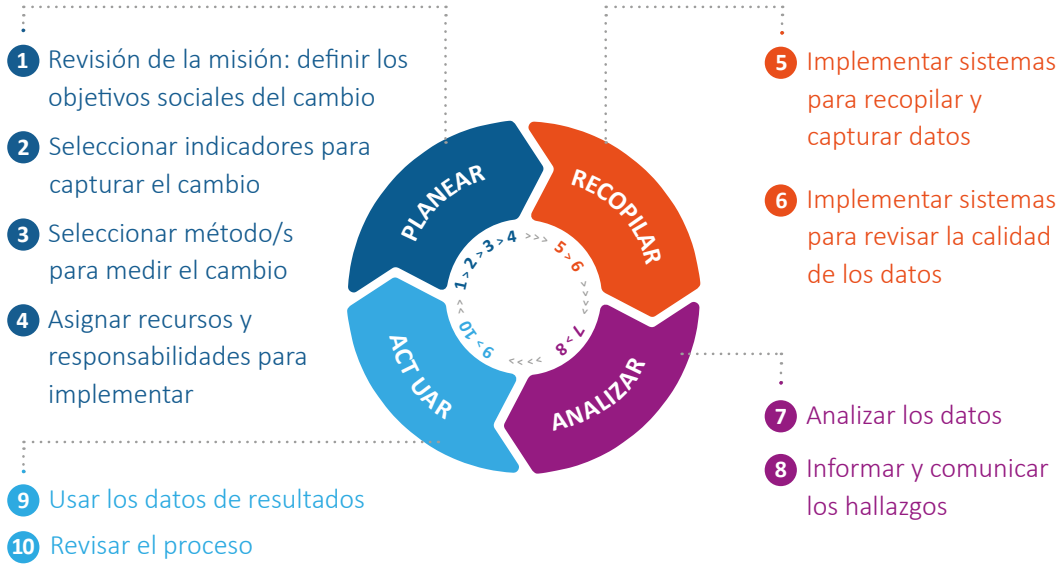 1 Revisión de la misión: definir los
objetivos sociales del cambio
2 Seleccionar indicadores para
capturar el cambio
3 Seleccionar método/s
para medir el cambio
4 Asignar recursos y
responsabilidades para
implementar
5 Implementar sistemas
para recopilar y
capturar datos
6 Implementar sistemas
para revisar la calidad
de los datos
PLANEAR
RECOPILAR
ANALIZAR
ACTUAR
1 > 2 > 3 > 4 >>>
5 > 6 >>>>>
7 > 8 >>>>
9 > 10 >>
7 Analizar los datos
8 Informar y comunicar
los hallazgos
9 Usar los datos de resultados
10 Revisar el proceso